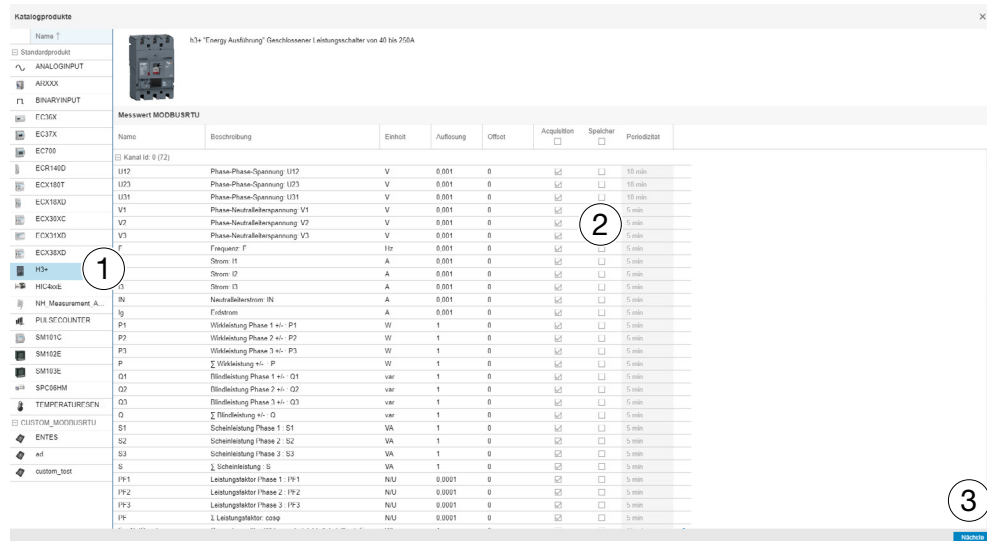 Katalogprodukte ×
Name ↑
Standardprodukt
ANALOGINPUT
ARXXX
BINARYINPUT
EC36X
EC37X
EC700
ECR140D
ECX180T
ECX18XD
ECX30XC
ECX31XD
ECX38XD
H3+
HIC4xxE
NH_Measurement_A...
PULSECOUNTER
SM101C
SM102E
SM103E
SPC06HM
TEMPERATURESEN
CUSTOM_MODBUSRTU
ENTES
ad
custom_tost
h3+ "Energy Ausführung" Geschlossener Leistungsschalter von 40 bis 250A
Messwert MODBUSRTU
Name Beschreibung Einheit Auflösung Offset Acquisition Speicher Periodizität
Kanal Id: 0 (72)
U12 Phase-Phase-Spannung: U12 V 0,001 0 10 min
U23 Phase-Phase-Spannung: U23 V 0,001 0 10 min
U31 Phase-Phase-Spannung: U31 V 0,001 0 10 min
V1 Phase-Neutralleiterspannung: V1 V 0,001 0 5 min
V2 Phase-Neutralleiterspannung: V2 V 0,001 0 5 min
V3 Phase-Neutralleiterspannung: V3 V 0,001 0 5 min
F Frequenz: F Hz 0,001 0 5 min
Strom: I1 A 0,001 0 5 min
Strom: I2 A 0,001 0 5 min
I3 Strom: I3 A 0,001 0 5 min
IN Neutralleiterstrom: IN A 0,001 0 5 min
Ig Erdstrom A 0,001 0 5 min
P1 Wirkleistung Phase 1 +/- : P1 W 1 0 5 min
P2 Wirkleistung Phase 2 +/- : P2 W 1 0 5 min
P3 Wirkleistung Phase 3 +/- : P3 W 1 0 5 min
P ∑ Wirkleistung +/- : P W 1 0 5 min
Q1 Blindleistung Phase 1 +/- : Q1 var 1 0 5 min
Q2 Blindleistung Phase 2 +/- : Q2 var 1 0 5 min
Q3 Blindleistung Phase 3 +/- : Q3 var 1 0 5 min
Q ∑ Blindleistung +/- : Q var 1 0 5 min
S1 Scheinleistung Phase 1 : S1 VA 1 0 5 min
S2 Scheinleistung Phase 2 : S2 VA 1 0 5 min
S3 Scheinleistung Phase 3 : S3 VA 1 0 5 min
S ∑ Scheinleistung : S VA 1 0 5 min
PF1 Leistungsfaktor Phase 1 : PF1 N/U 0,0001 0 5 min
PF2 Leistungsfaktor Phase 2 : PF2 N/U 0,0001 0 5 min
PF3 Leistungsfaktor Phase 3 : PF3 N/U 0,0001 0 5 min
PF Σ Leistungsfaktor: cosφ N/U 0,0001 0 5 min
1
2
3
Nächste